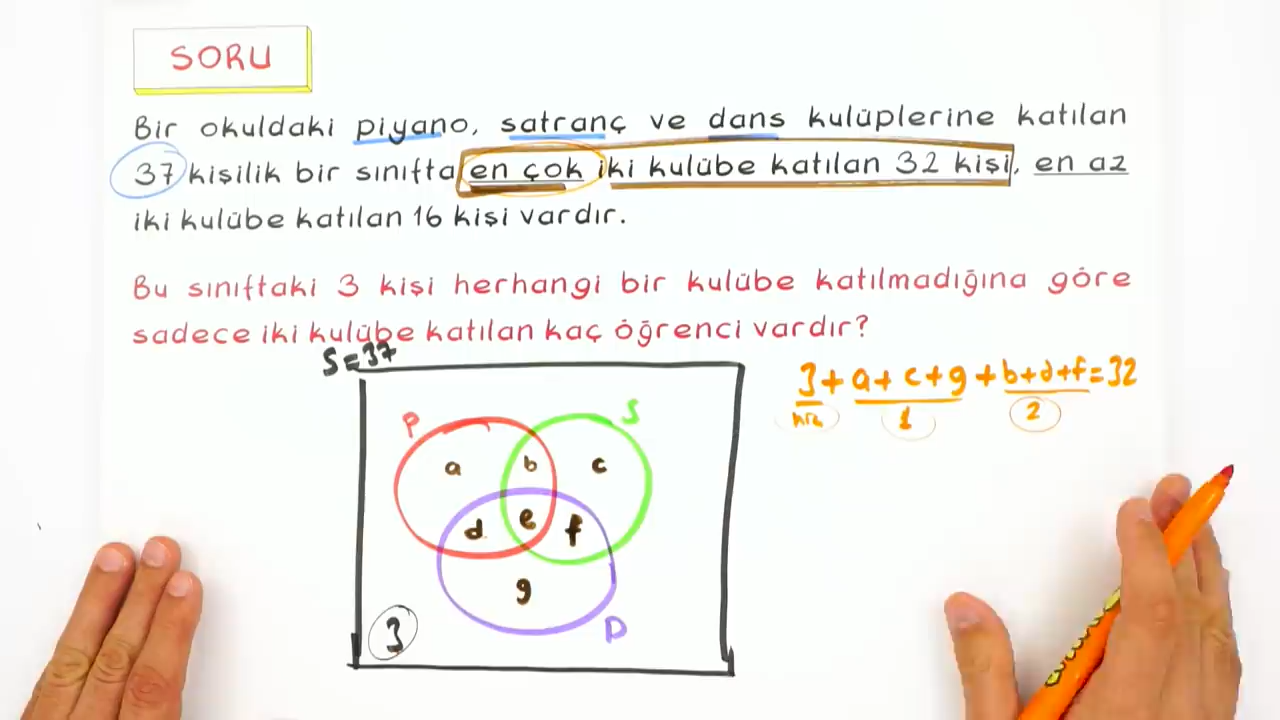 SORU
Bir okuldaki piyano, satranç ve dans kulüplerine katılan
37 kişilik bir sınıfta en çok iki kulübe katılan 32 kişi, en az
iki kulübe katılan 16 kişi vardır.
Bu sınıftaki 3 kişi herhangi bir kulübe katılmadığına göre
sadece iki kulübe katılan kaç öğrenci vardır?
S=37
3+a+c+g+b+d+f=32
hiç 1 2
P S
a b c
d e f
g
3 D